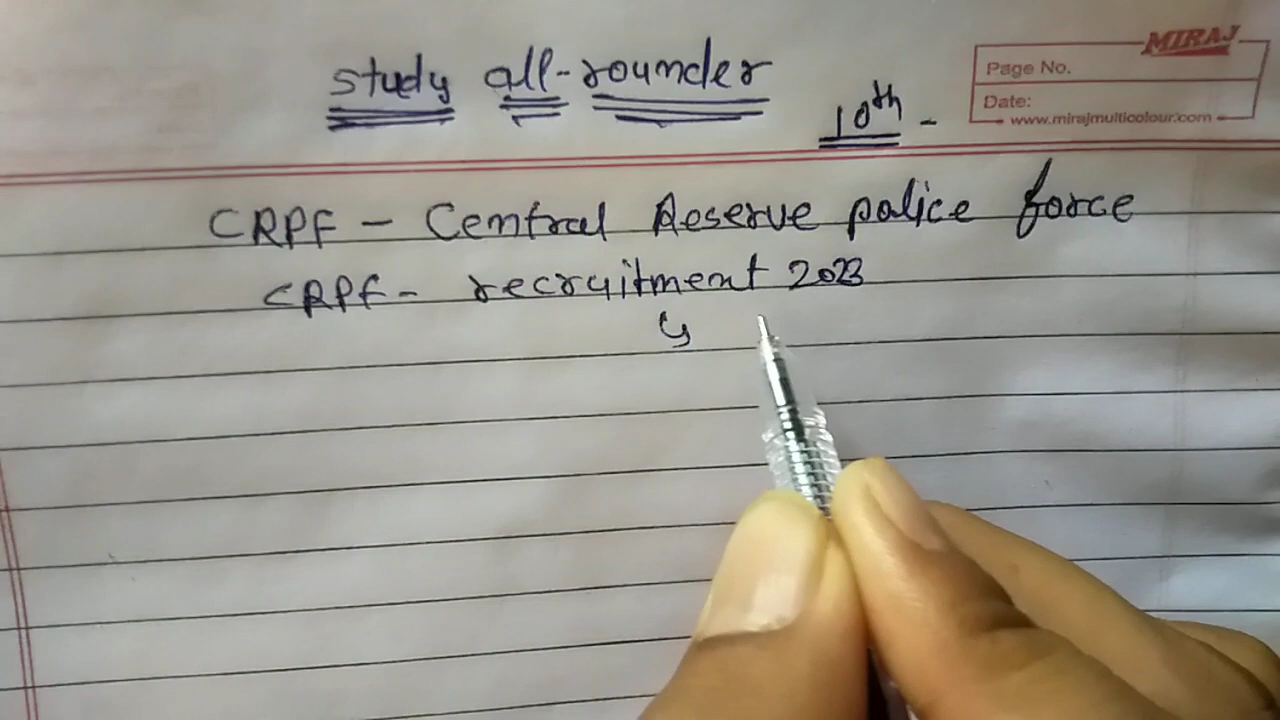 MIRAJ
Page No.
Date:
www.mirajmulticolour.com
study all-rounder
10th -
CRPF - Central Reserve police force
CRPF - recruitment 2023